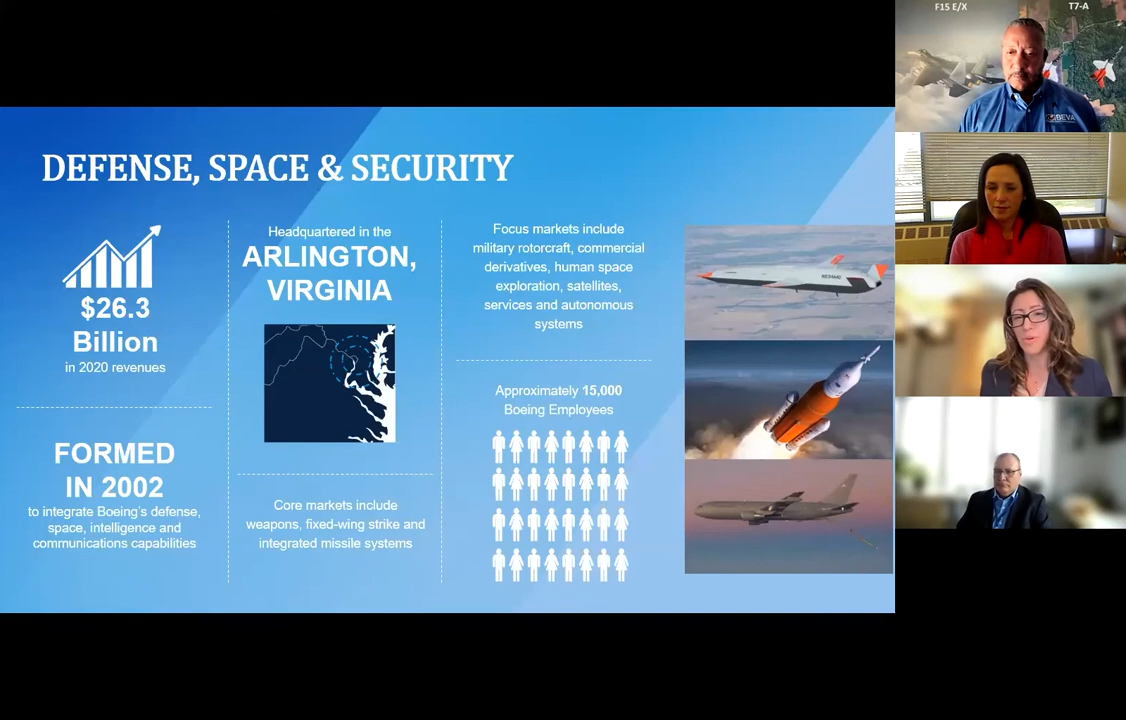 DEFENSE, SPACE & SECURITY
$26.3
Billion
in 2020 revenues
FORMED
IN 2002
to integrate Boeing's defense,
space, intelligence and
communications capabilities
Headquartered in the
ARLINGTON,
VIRGINIA
Core markets include
weapons, fixed-wing strike and
integrated missile systems
Focus markets include
military rotorcraft, commercial
derivatives, human space
exploration, satellites,
services and autonomous
systems
Approximately 15,000
Boeing Employees
F15 E/X
T7-A
BEVA